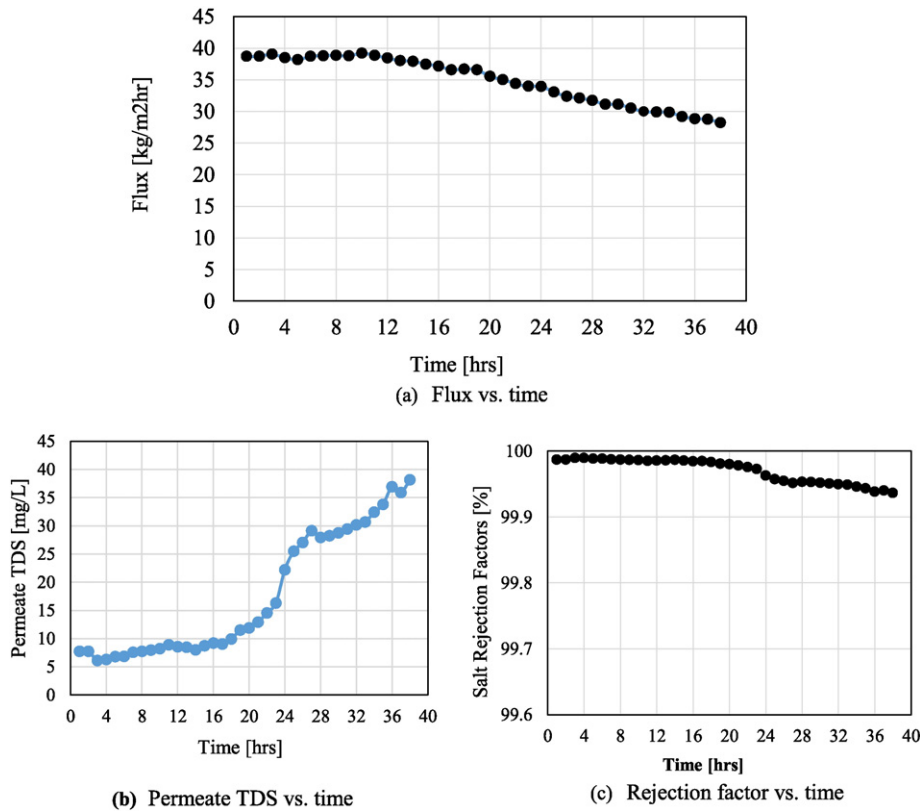 45
40
35
30
25
20
15
10
5
0
Flux [kg/m2hr]
0 4 8 12 16 20 24 28 32 36 40
Time [hrs]
(a) Flux vs. time
45
40
35
30
25
20
15
10
5
0
Permeate TDS [mg/L]
0 4 8 12 16 20 24 28 32 36 40
Time [hrs]
(b) Permeate TDS vs. time
100
99.9
99.8
99.7
99.6
Salt Rejection Factors [%]
0 4 8 12 16 20 24 28 32 36 40
Time [hrs]
(c) Rejection factor vs. time